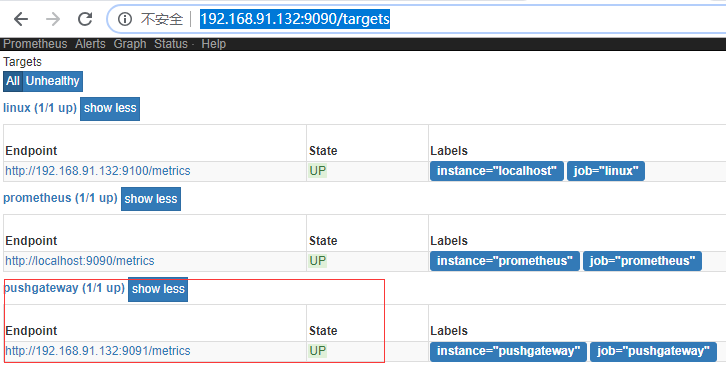 不安全 | 192.168.91.132:9090/targets
Prometheus Alerts Graph Status - Help
Targets
All Unhealthy
linux (1/1 up) show less
Endpoint State Labels
http://192.168.91.132:9100/metrics UP instance="localhost" job="linux"
prometheus (1/1 up) show less
Endpoint State Labels
http://localhost:9090/metrics UP instance="prometheus" job="prometheus"
pushgateway (1/1 up) show less
Endpoint State Labels
http://192.168.91.132:9091/metrics UP instance="pushgateway" job="pushgateway"